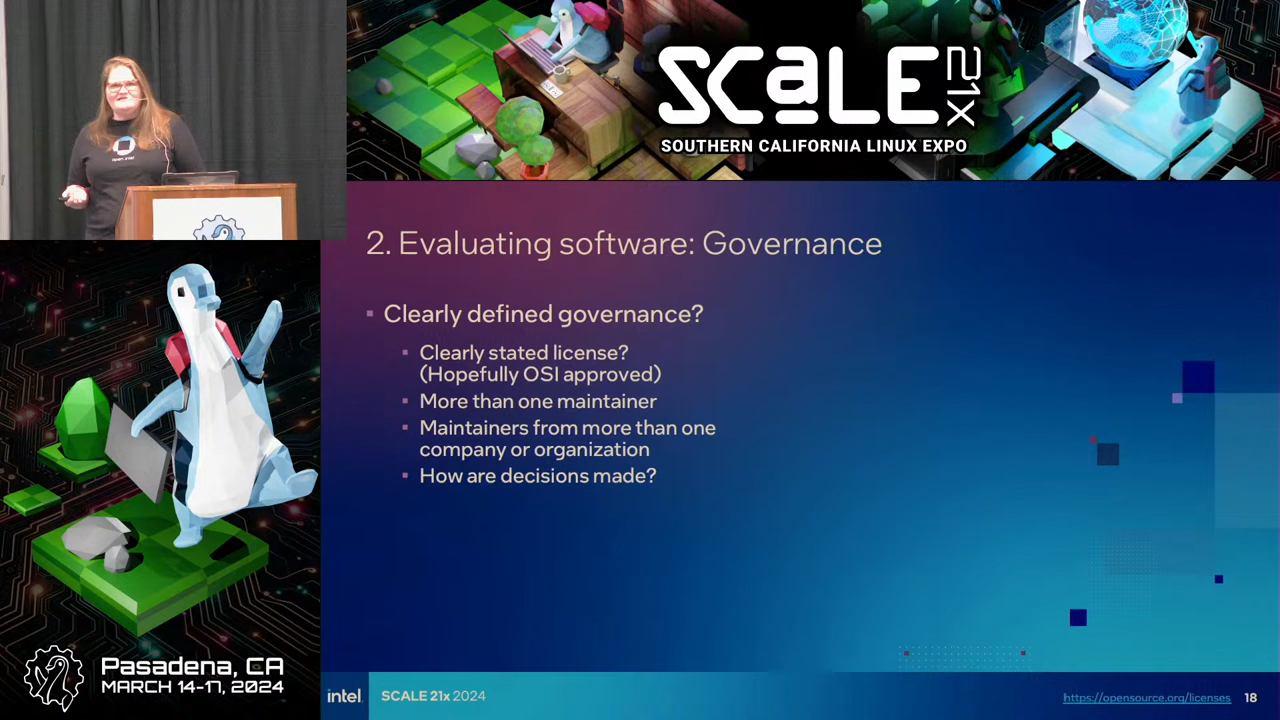 SCALE 21x
SOUTHERN CALIFORNIA LINUX EXPO
open intel
2. Evaluating software: Governance
Clearly defined governance?
Clearly stated license?
(Hopefully OSI approved)
More than one maintainer
Maintainers from more than one
company or organization
How are decisions made?
Pasadena, CA
MARCH 14-17, 2024
intel
SCALE 21x 2024
https://opensource.org/licenses
18